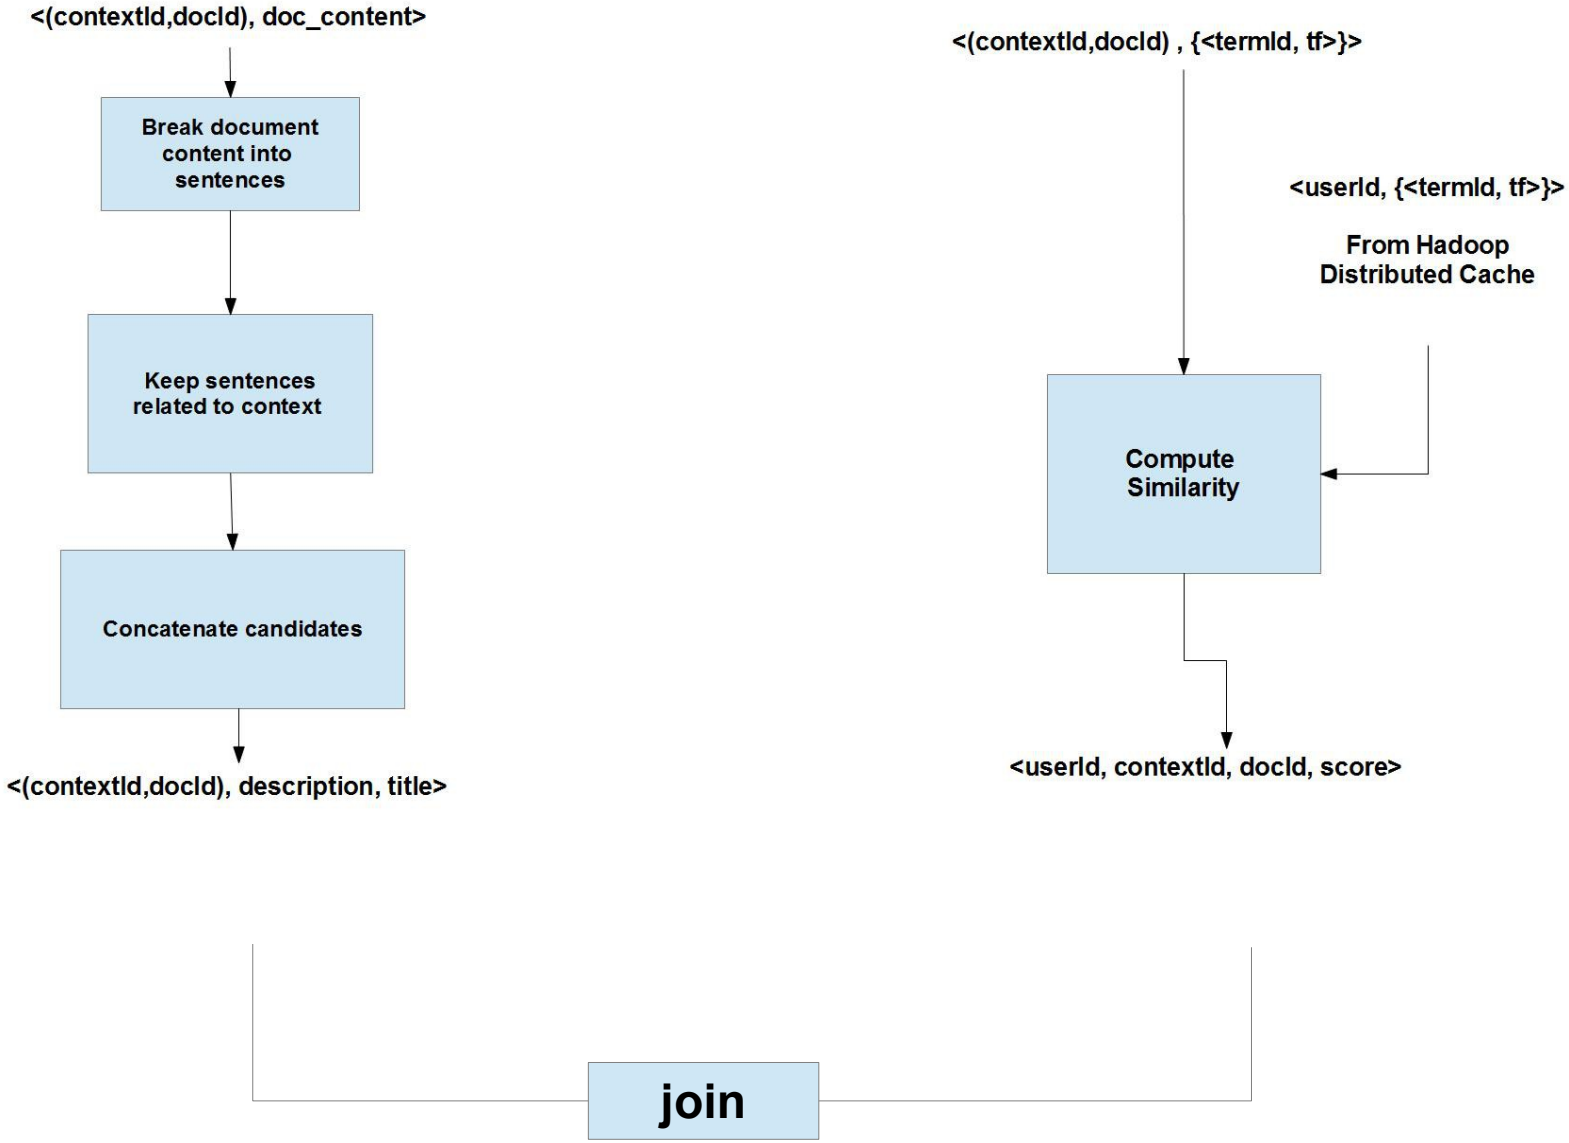 <(contextId,docId), doc_content>
Break document
content into
sentences
Keep sentences
related to context
Concatenate candidates
<(contextId,docId), description, title>
<(contextId,docId) , {<termId, tf>}>
<userId, {<termId, tf>}>
From Hadoop
Distributed Cache
Compute
Similarity
<userId, contextId, docId, score>
join